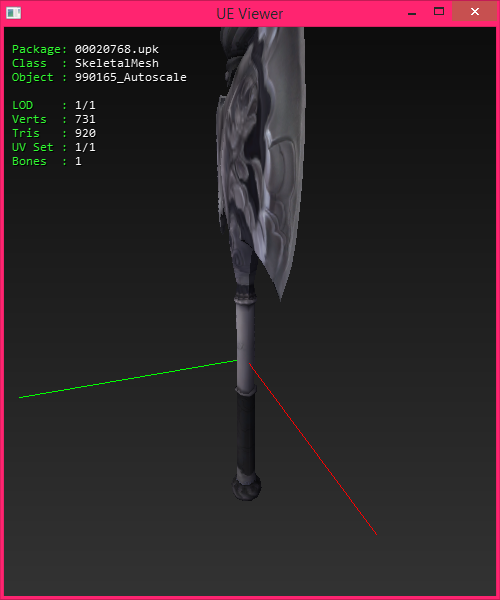 UE Viewer
Package: 00020768.upk
Class  : SkeletalMesh
Object : 990165_Autoscale
LOD    : 1/1
Verts  : 731
Tris   : 920
UV Set : 1/1
Bones  : 1